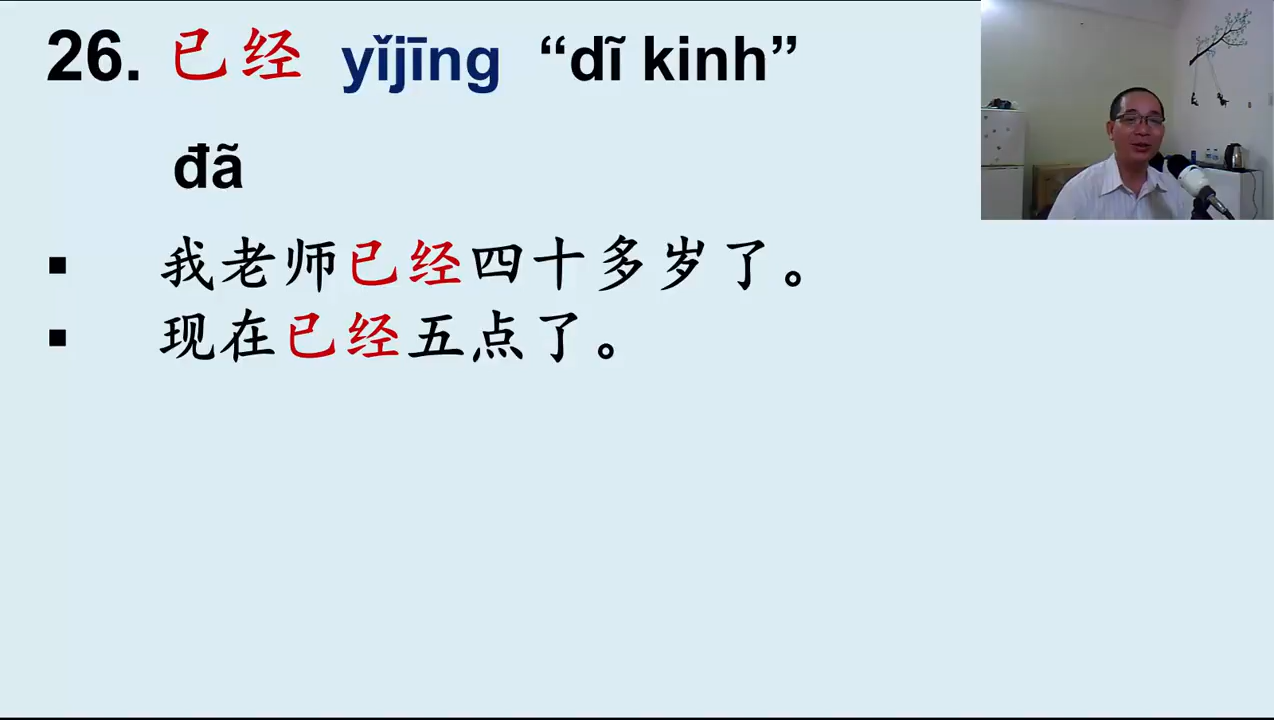 26. 已经 yǐjīng “dĩ kinh”
đã
▪ 我老师已经四十多岁了。
▪ 现在已经五点了。